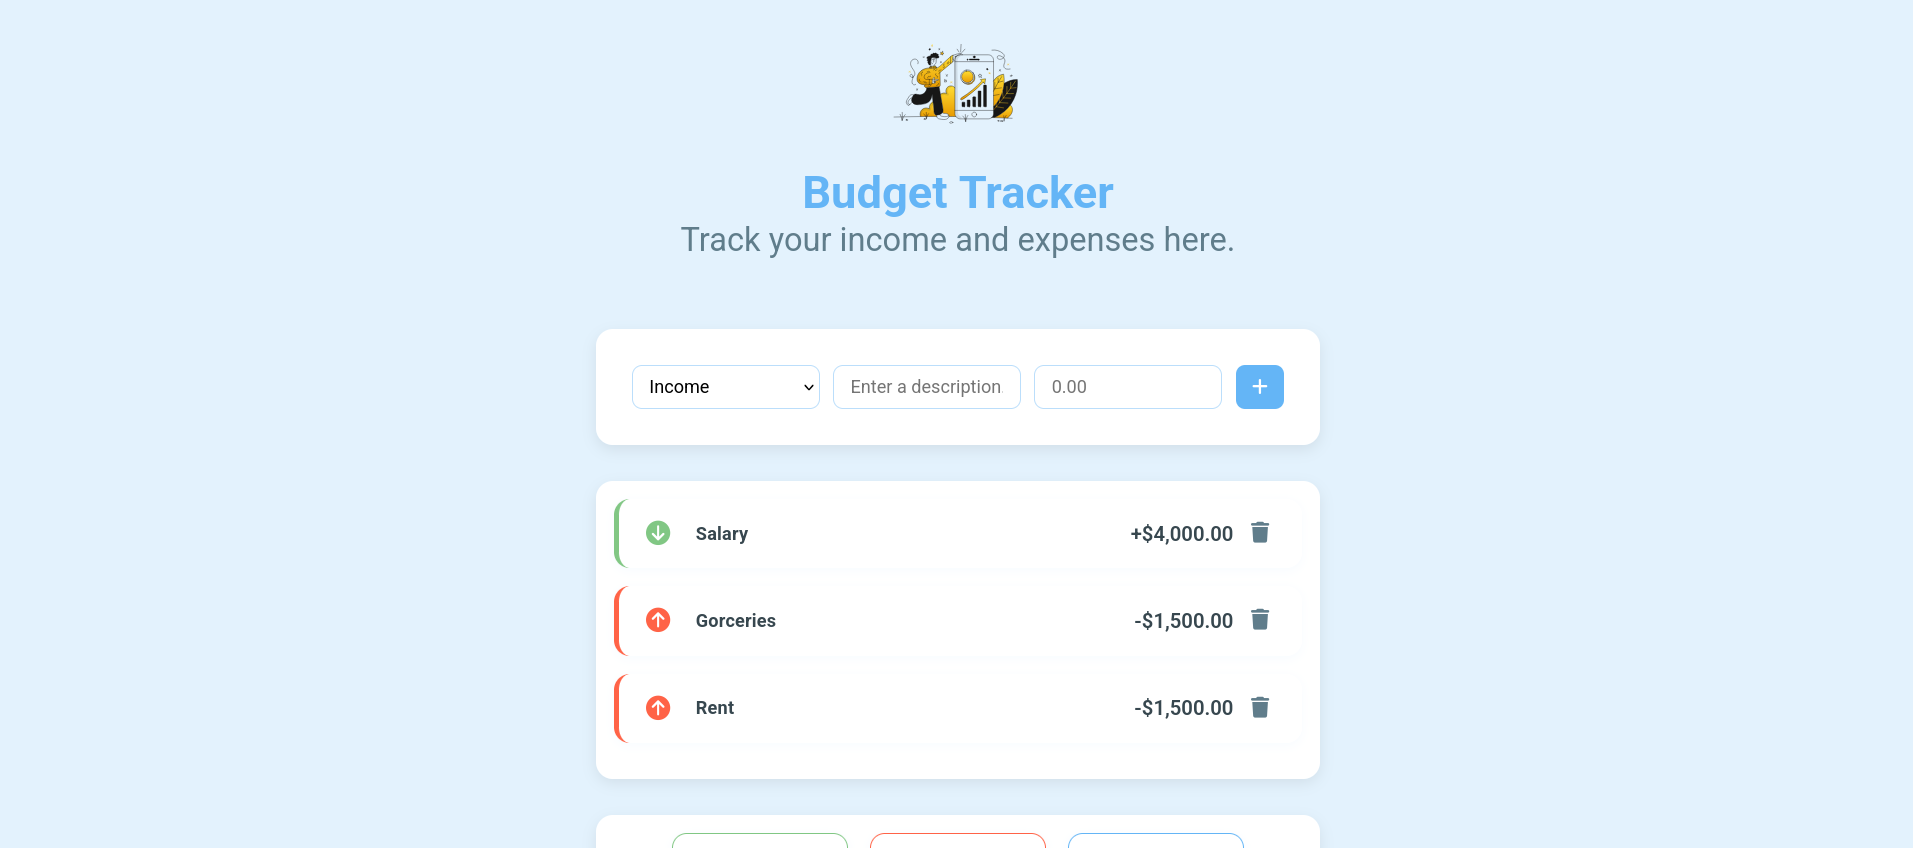 Budget Tracker
Track your income and expenses here.
Income
Enter a description.
0.00
Salary +$4,000.00
Gorceries -$1,500.00
Rent -$1,500.00